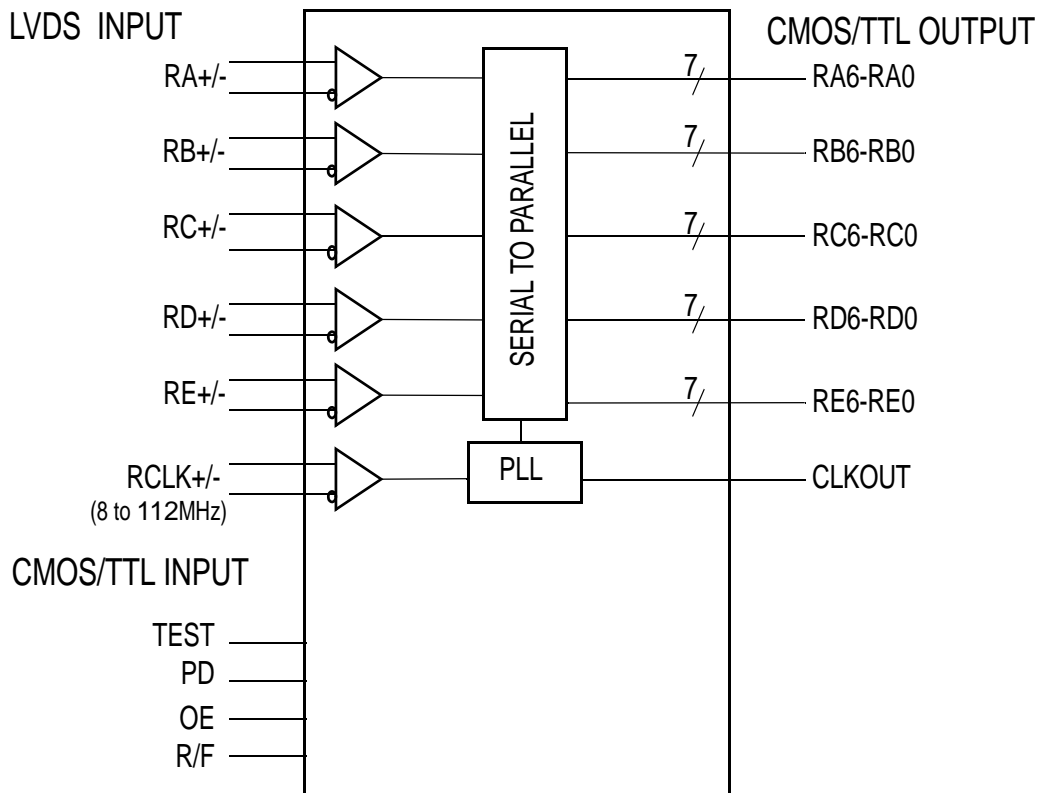 LVDS INPUT
CMOS/TTL OUTPUT
RA+/-
7
RA6-RA0
RB+/-
7
RB6-RB0
RC+/-
7
RC6-RC0
RD+/-
7
RD6-RD0
RE+/-
7
RE6-RE0
SERIAL TO PARALLEL
RCLK+/-
(8 to 112MHz)
PLL
CLKOUT
CMOS/TTL INPUT
TEST
PD
OE
R/F